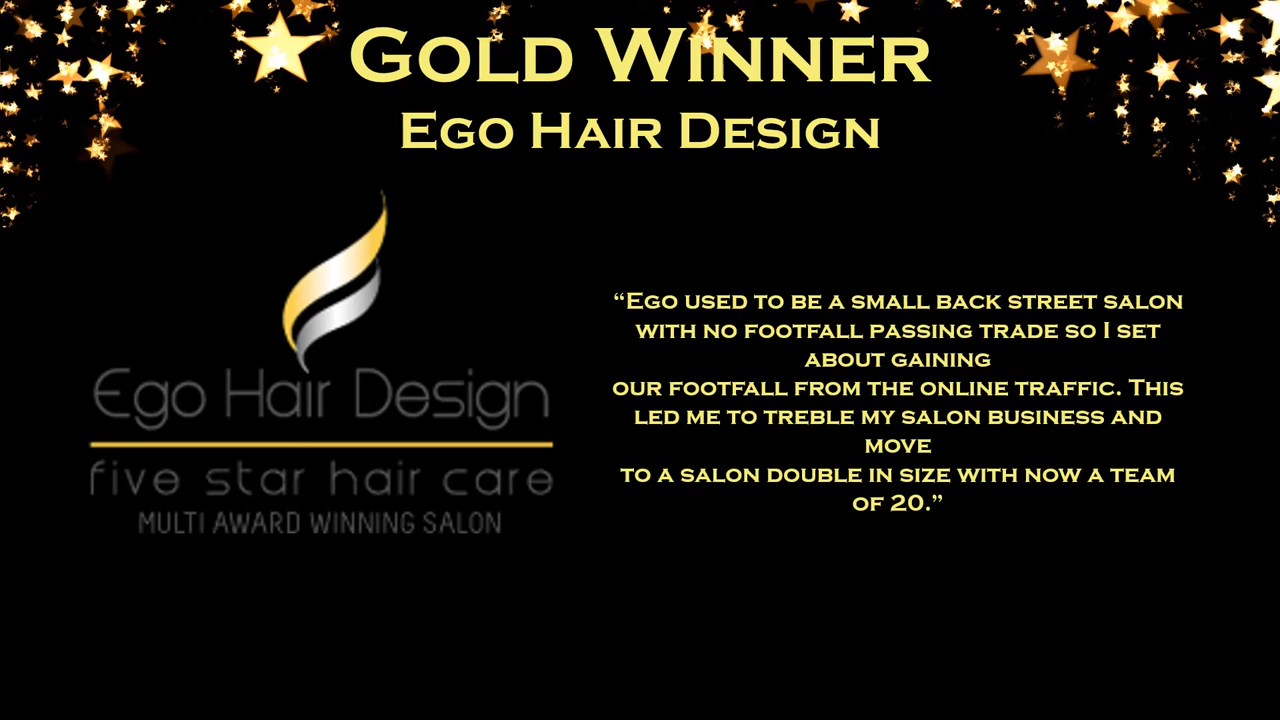 GOLD WINNER
EGO HAIR DESIGN
Ego Hair Design
five star hair care
MULTI AWARD WINNING SALON
“EGO USED TO BE A SMALL BACK STREET SALON
WITH NO FOOTFALL PASSING TRADE SO I SET
ABOUT GAINING
OUR FOOTFALL FROM THE ONLINE TRAFFIC. THIS
LED ME TO TREBLE MY SALON BUSINESS AND
MOVE
TO A SALON DOUBLE IN SIZE WITH NOW A TEAM
OF 20.”